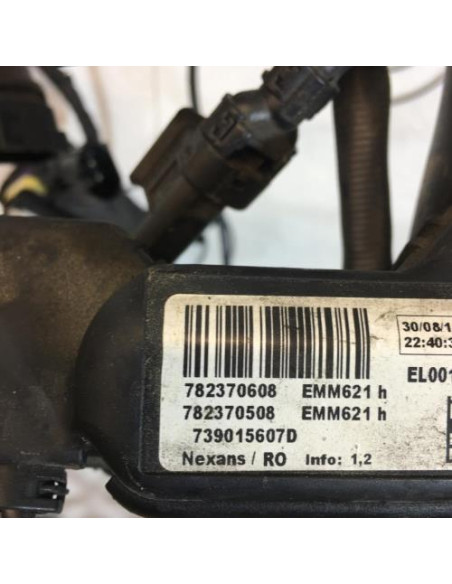 30/08/1
22:40:3
782370608 EMM621 h
EL001
782370508 EMM621 h
739015607D
Nexans / RO Info: 1,2